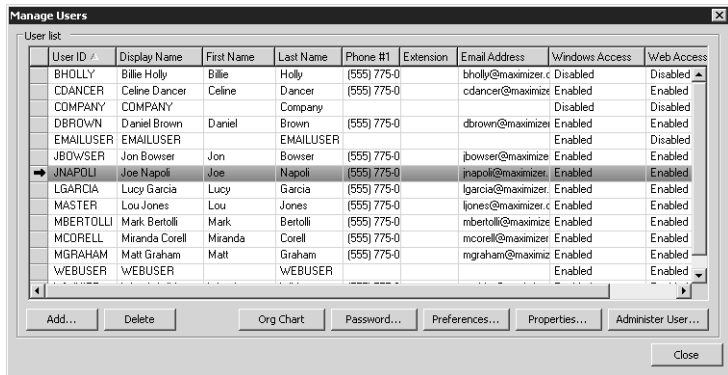 Manage Users
User list
User ID Display Name First Name Last Name Phone #1 Extension Email Address Windows Access Web Access
BHOLLY Billie Holly Billie Holly (555) 775-0 bholly@maximizer.c Disabled Disabled
CDANCER Celine Dancer Celine Dancer (555) 775-0 cdancer@maximize Enabled Enabled
COMPANY COMPANY Company Disabled Disabled
DBROWN Daniel Brown Daniel Brown (555) 775-0 dbrown@maximizer Enabled Enabled
EMAILUSER EMAILUSER EMAILUSER Enabled Disabled
JBOWSER Jon Bowser Jon Bowser (555) 775-0 jbowser@maximize Enabled Enabled
JNAPOLI Joe Napoli Joe Napoli (555) 775-0 jnapoli@maximizer.c Enabled Enabled
LGARCIA Lucy Garcia Lucy Garcia (555) 775-0 lgarcia@maximizer.c Enabled Enabled
MASTER Lou Jones Lou Jones (555) 775-0 ljones@maximizer.c Enabled Enabled
MBERTOLLI Mark Bertolli Mark Bertolli (555) 775-0 mbertolli@maximize Enabled Enabled
MCORELL Miranda Corell Miranda Corell (555) 775-0 mcorell@maximizer Enabled Enabled
MGRAHAM Matt Graham Matt Graham (555) 775-0 mgraham@maximiz Enabled Enabled
WEBUSER WEBUSER WEBUSER Enabled Enabled
Add... Delete Org Chart Password... Preferences... Properties... Administer User...
Close